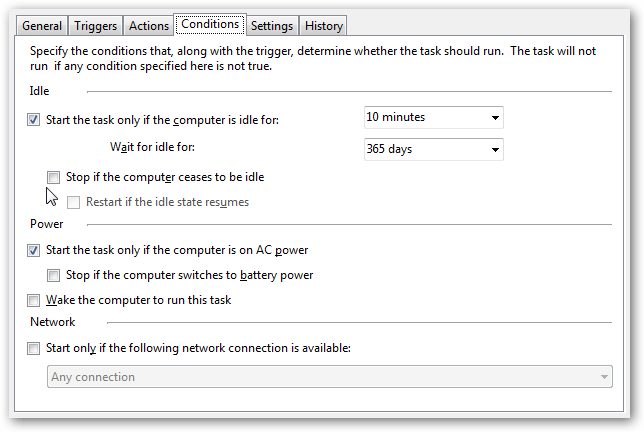 General Triggers Actions Conditions Settings History
Specify the conditions that, along with the trigger, determine whether the task should run.  The task will not
run  if any condition specified here is not true.
Idle
Start the task only if the computer is idle for: 10 minutes
Wait for idle for: 365 days
Stop if the computer ceases to be idle
Restart if the idle state resumes
Power
Start the task only if the computer is on AC power
Stop if the computer switches to battery power
Wake the computer to run this task
Network
Start only if the following network connection is available:
Any connection